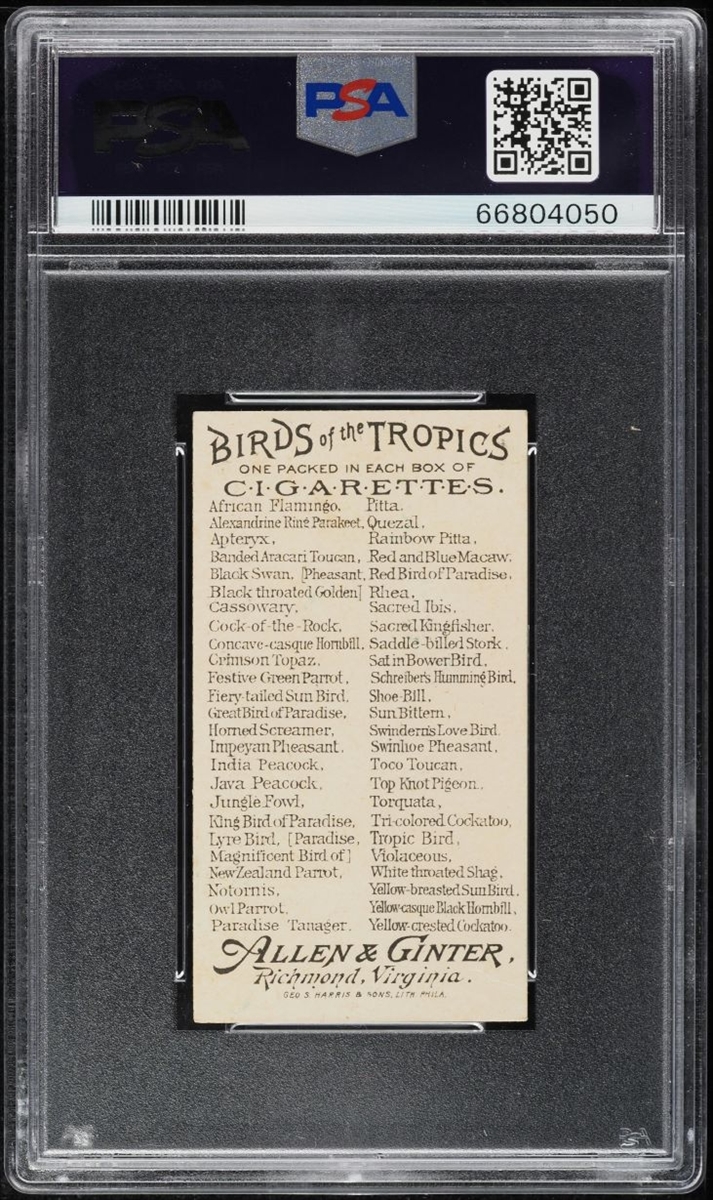 PSA
PSA
66804050
BIRDS of the TROPICS
ONE PACKED IN EACH BOX OF
C·I·G·A·R·E·T·T·E·S.
African Flamingo, Pitta.
Alexandrine Ring Parakeet, Quezal,
Apteryx, Rainbow Pitta,
Banded Aracari Toucan, Red and Blue Macaw,
Black Swan, [Pheasant, Red Bird of Paradise,
Black throated Golden] Rhea,
Cassowary, Sacred Ibis,
Cock-of-the-Rock, Sacred Kingfisher.
Concave-casque Hornbill, Saddle-billed Stork,
Crimson Topaz, Satin Bower Bird,
Festive Green Parrot, Schreiber's Humming Bird,
Fiery-tailed Sun Bird, Shoe-Bill,
Great Bird of Paradise, Sun Bittern,
Horned Screamer, Swindern's Love Bird.
Impeyan Pheasant, Swinhoe Pheasant,
India Peacock, Toco Toucan,
Java Peacock, Top Knot Pigeon,
Jungle Fowl, Torquata,
King Bird of Paradise, Tri-colored Cockatoo,
Lyre Bird, [Paradise, Tropic Bird,
Magnificent Bird of] Violaceous,
New Zealand Parrot, White throated Shag,
Notornis, Yellow-breasted Sun Bird,
Owl Parrot, Yellow-casque Black Hornbill,
Paradise Tanager. Yellow-crested Cockatoo.
ALLEN & GINTER,
Richmond, Virginia.
GEO. S. HARRIS & SONS, LITH. PHILA.
PSA